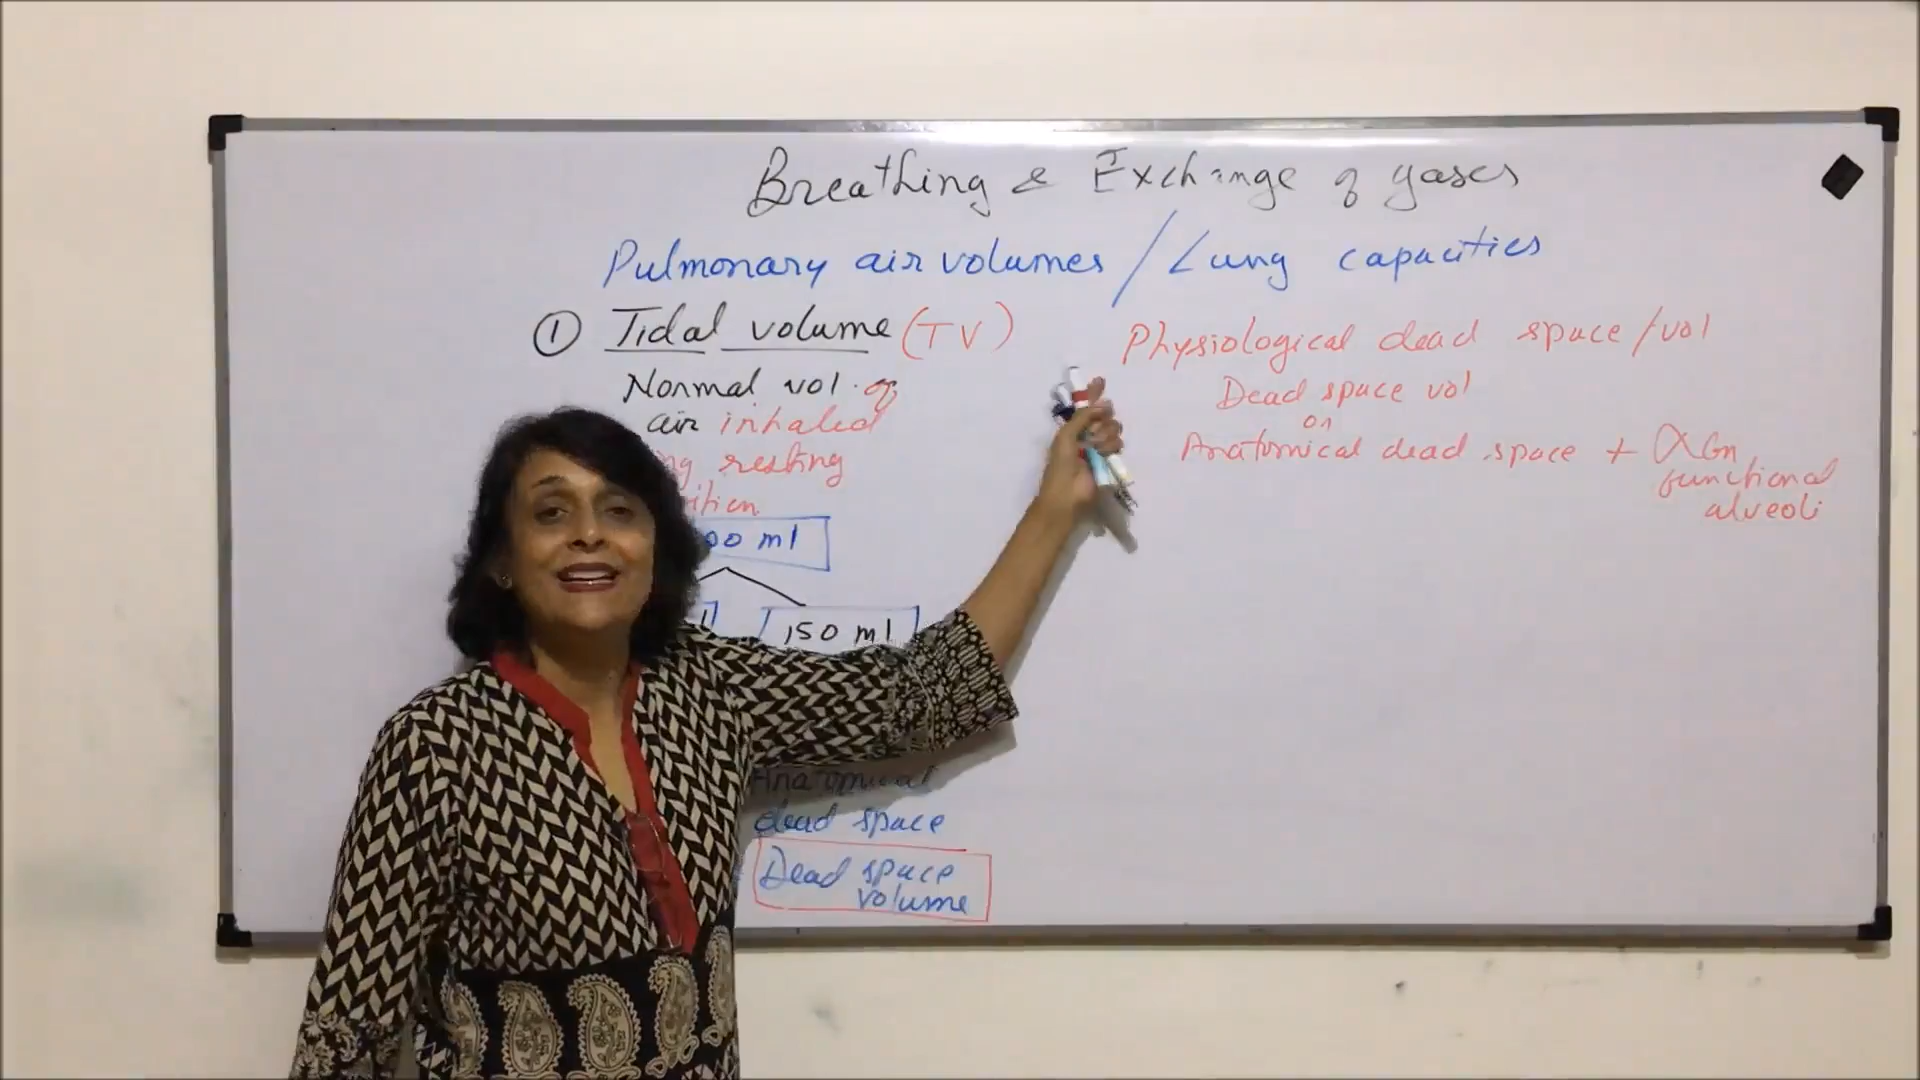 Breathing & Exchange of gases
Pulmonary air volumes / Lung capacities
① Tidal volume (TV)
Normal vol. of
air inhaled
resting
150 ml
Anatomical
dead space
Dead space
volume
Physiological dead space/vol
Dead space vol
or
Anatomical dead space +
functional
alveoli